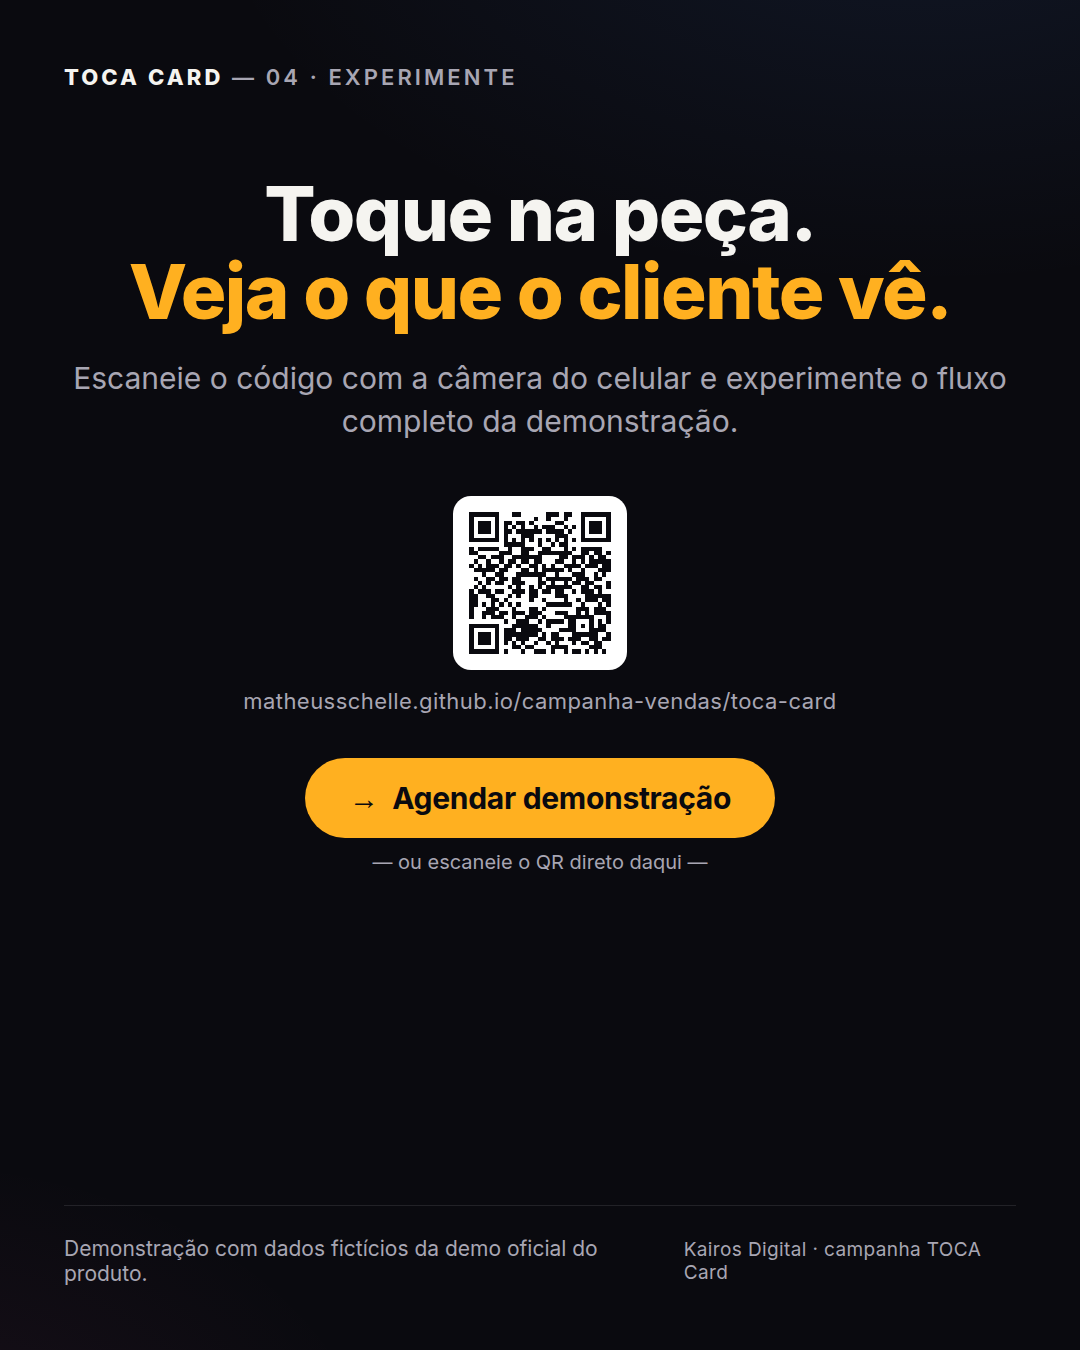 TOCA CARD — 04 · EXPERIMENTE
Toque na peça.
Veja o que o cliente vê.
Escaneie o código com a câmera do celular e experimente o fluxo
completo da demonstração.
matheusschelle.github.io/campanha-vendas/toca-card
→ Agendar demonstração
— ou escaneie o QR direto daqui —
Demonstração com dados fictícios da demo oficial do
produto.
Kairos Digital · campanha TOCA
Card